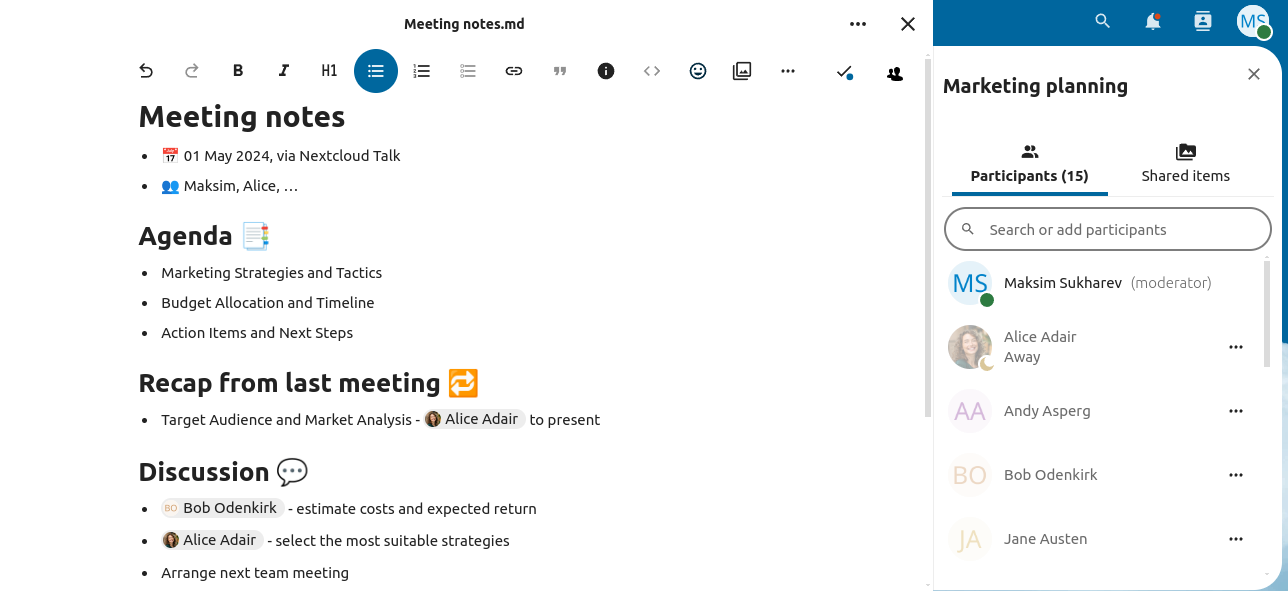 Meeting notes.md
H1
Meeting notes
📅 01 May 2024, via Nextcloud Talk
👥 Maksim, Alice, …
Agenda 📑
Marketing Strategies and Tactics
Budget Allocation and Timeline
Action Items and Next Steps
Recap from last meeting 🔁
Target Audience and Market Analysis - Alice Adair to present
Discussion 💬
BO Bob Odenkirk - estimate costs and expected return
Alice Adair - select the most suitable strategies
Arrange next team meeting
MS
Marketing planning
Participants (15)
Shared items
Search or add participants
MS Maksim Sukharev (moderator)
Alice Adair
Away
AA Andy Asperg
BO Bob Odenkirk
JA Jane Austen